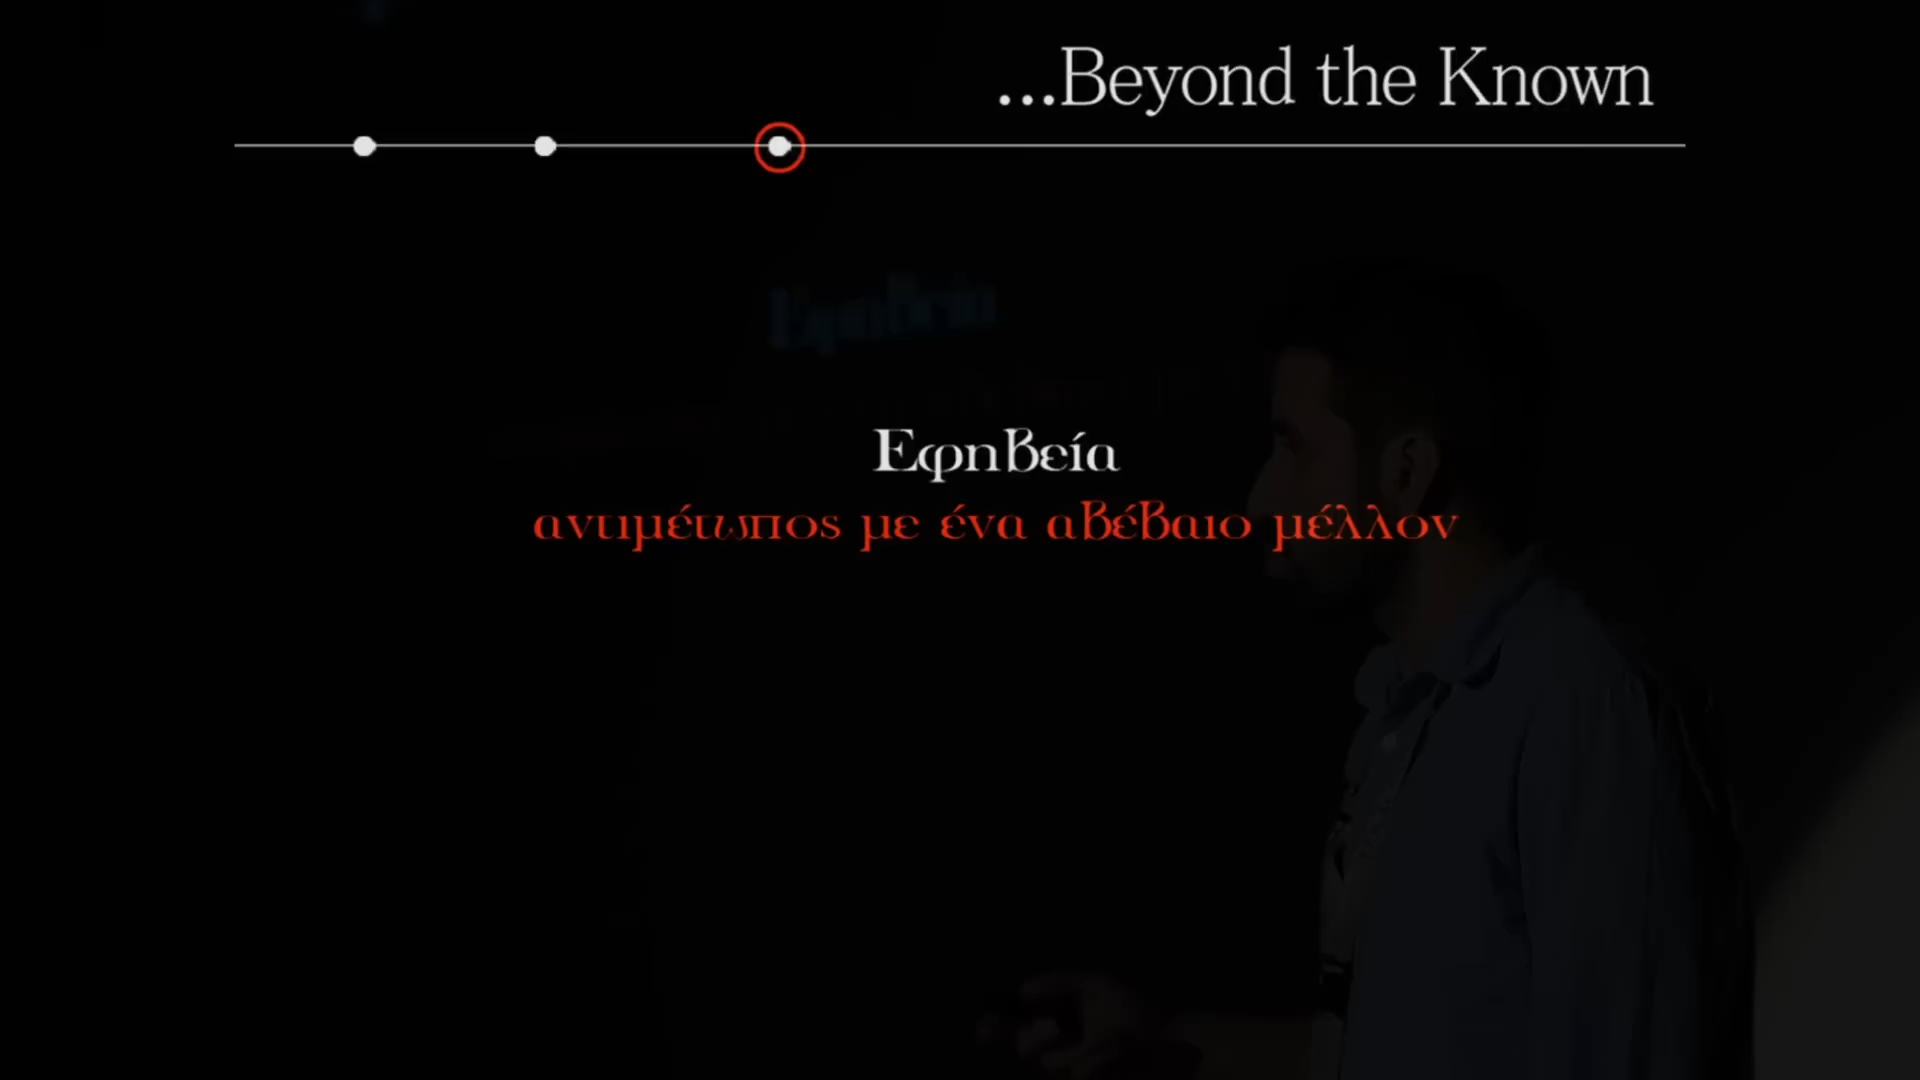 ...Beyond the Known
Εφηβεία
αντιμέτωπος με ένα αβέβαιο μέλλον